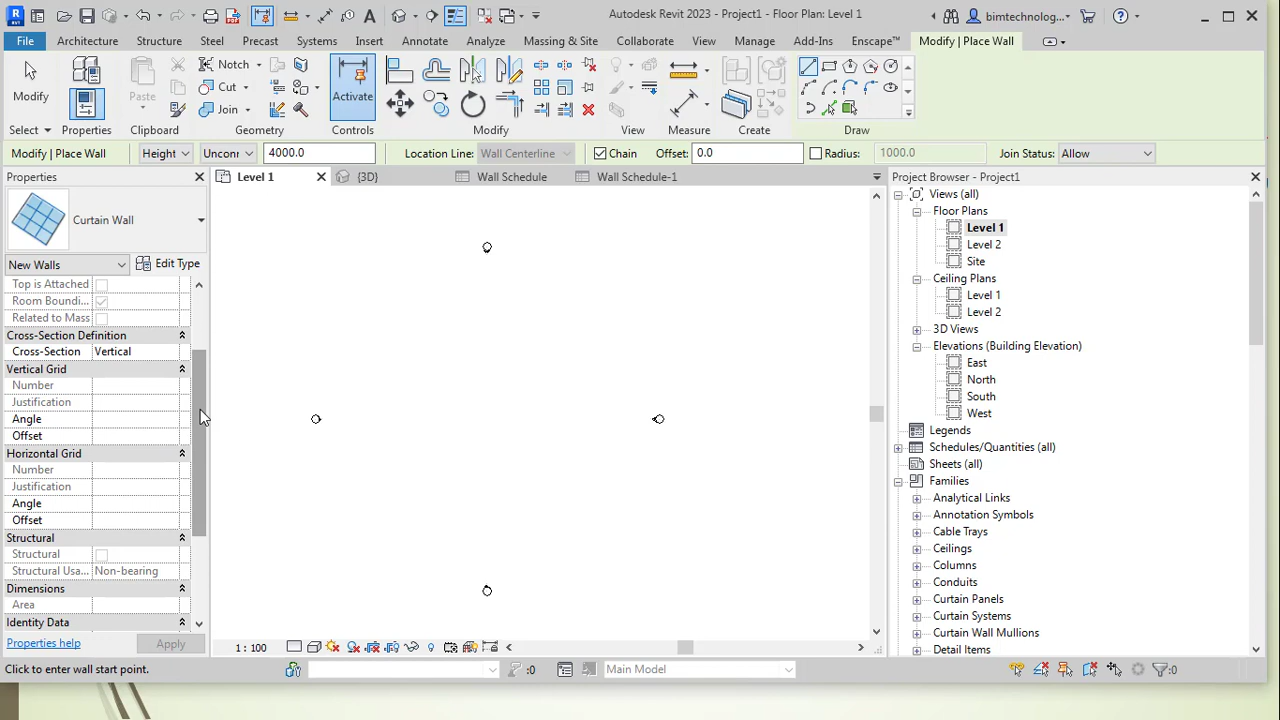 Autodesk Revit 2023 - Project1 - Floor Plan: Level 1
bimtechnolog...
File Architecture Structure Steel Precast Systems Insert Annotate Analyze Massing & Site Collaborate View Manage Add-Ins Enscape™ Modify | Place Wall
Modify
Paste
Notch
Cut
Join
Activate
Select Properties Clipboard Geometry Controls Modify View Measure Create Draw
Modify | Place Wall Height Uncon: 4000.0 Location Line: Wall Centerline Chain Offset: 0.0 Radius: 1000.0 Join Status: Allow
Properties
Level 1 {3D} Wall Schedule Wall Schedule-1
Project Browser - Project1
Curtain Wall
New Walls Edit Type
Top is Attached
Room Boundi...
Related to Mass
Cross-Section Definition
Cross-Section Vertical
Vertical Grid
Number
Justification
Angle
Offset
Horizontal Grid
Number
Justification
Angle
Offset
Structural
Structural
Structural Usa... Non-bearing
Dimensions
Area
Identity Data
Properties help Apply
Views (all)
Floor Plans
Level 1
Level 2
Site
Ceiling Plans
Level 1
Level 2
3D Views
Elevations (Building Elevation)
East
North
South
West
Legends
Schedules/Quantities (all)
Sheets (all)
Families
Analytical Links
Annotation Symbols
Cable Trays
Ceilings
Columns
Conduits
Curtain Panels
Curtain Systems
Curtain Wall Mullions
Detail Items
1 : 100
Click to enter wall start point. :0 Main Model :0